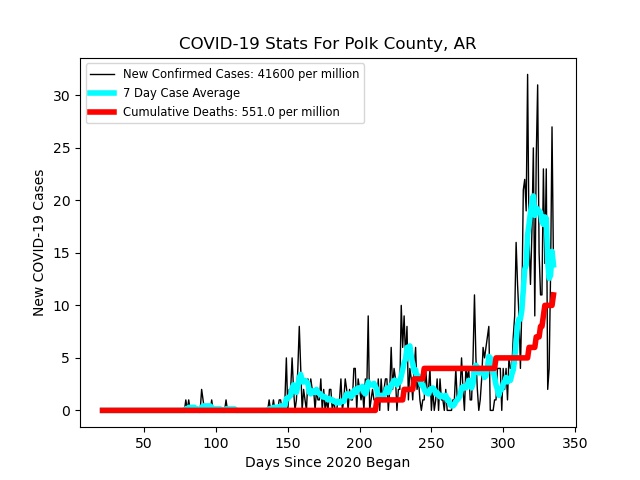 COVID-19 Stats For Polk County, AR
New Confirmed Cases: 41600 per million
7 Day Case Average
Cumulative Deaths: 551.0 per million
New COVID-19 Cases
30
25
20
15
10
5
0
50 100 150 200 250 300 350
Days Since 2020 Began